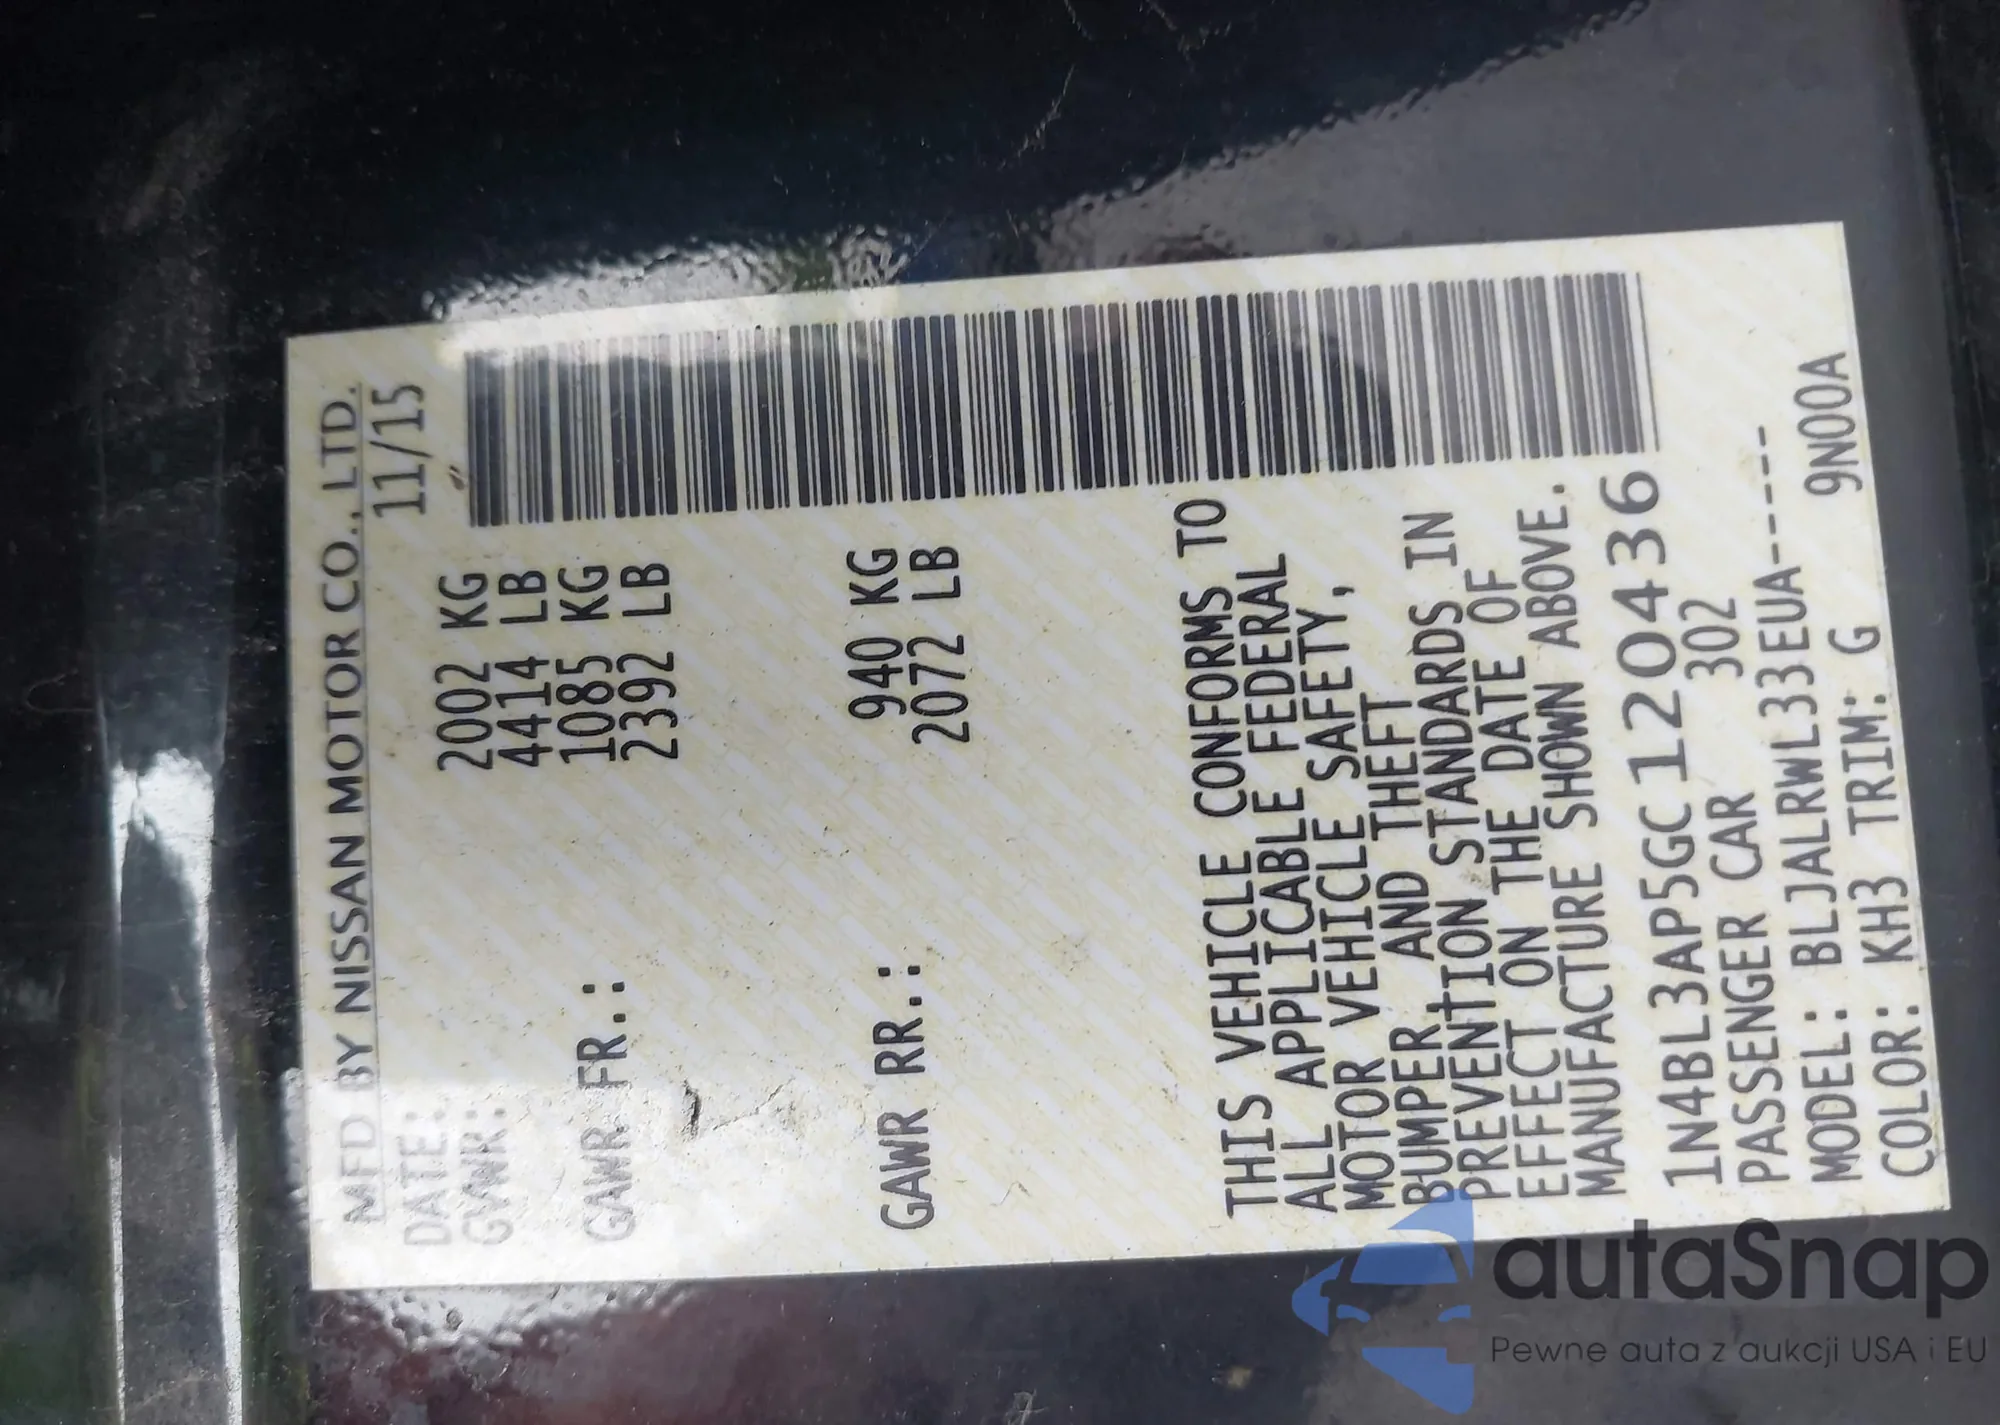 MFD BY NISSAN MOTOR CO., LTD.
DATE: 11/15
GVWR: 2002 KG
4414 LB
GAWR FR.: 1085 KG
2392 LB
GAWR RR.: 940 KG
2072 LB
THIS VEHICLE CONFORMS TO
ALL APPLICABLE FEDERAL
MOTOR VEHICLE SAFETY,
BUMPER AND THEFT
PREVENTION STANDARDS IN
EFFECT ON THE DATE OF
MANUFACTURE SHOWN ABOVE.
1N4BL3AP5GC120436
PASSENGER CAR 302
MODEL: BLJALRWL33EUA-----
COLOR: KH3 TRIM: G 9N00A
autaSnap
Pewne auta z aukcji USA i EU